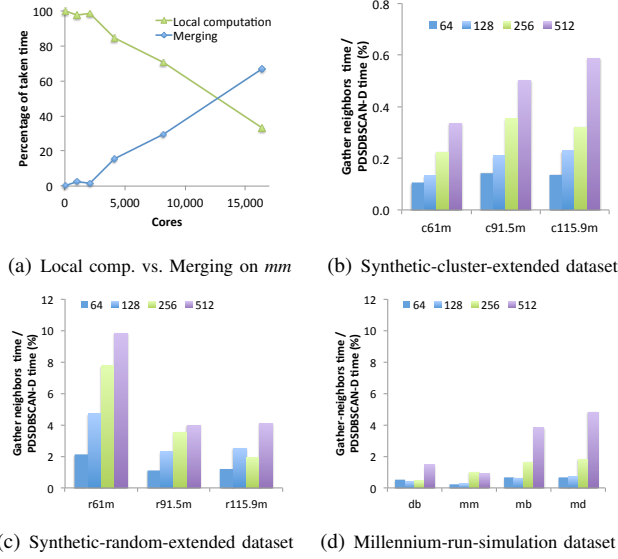 100
80
60
40
20
0
Percentage of taken time
Local computation
Merging
0 5,000 10,000 15,000
Cores
(a) Local comp. vs. Merging on mm
0.8
0.6
0.4
0.2
0.0
Gather neighbors time /
PDSDBSCAN-D time (%)
64 128 256 512
c61m c91.5m c115.9m
(b) Synthetic-cluster-extended dataset
12
10
8
6
4
2
0
Gather neighbors time /
PDSDBSCAN-D time (%)
64 128 256 512
r61m r91.5m r115.9m
(c) Synthetic-random-extended dataset
12
10
8
6
4
2
0
Gather-neighbors time /
PDSDBSCAN-D time (%)
64 128 256 512
db mm mb md
(d) Millennium-run-simulation dataset